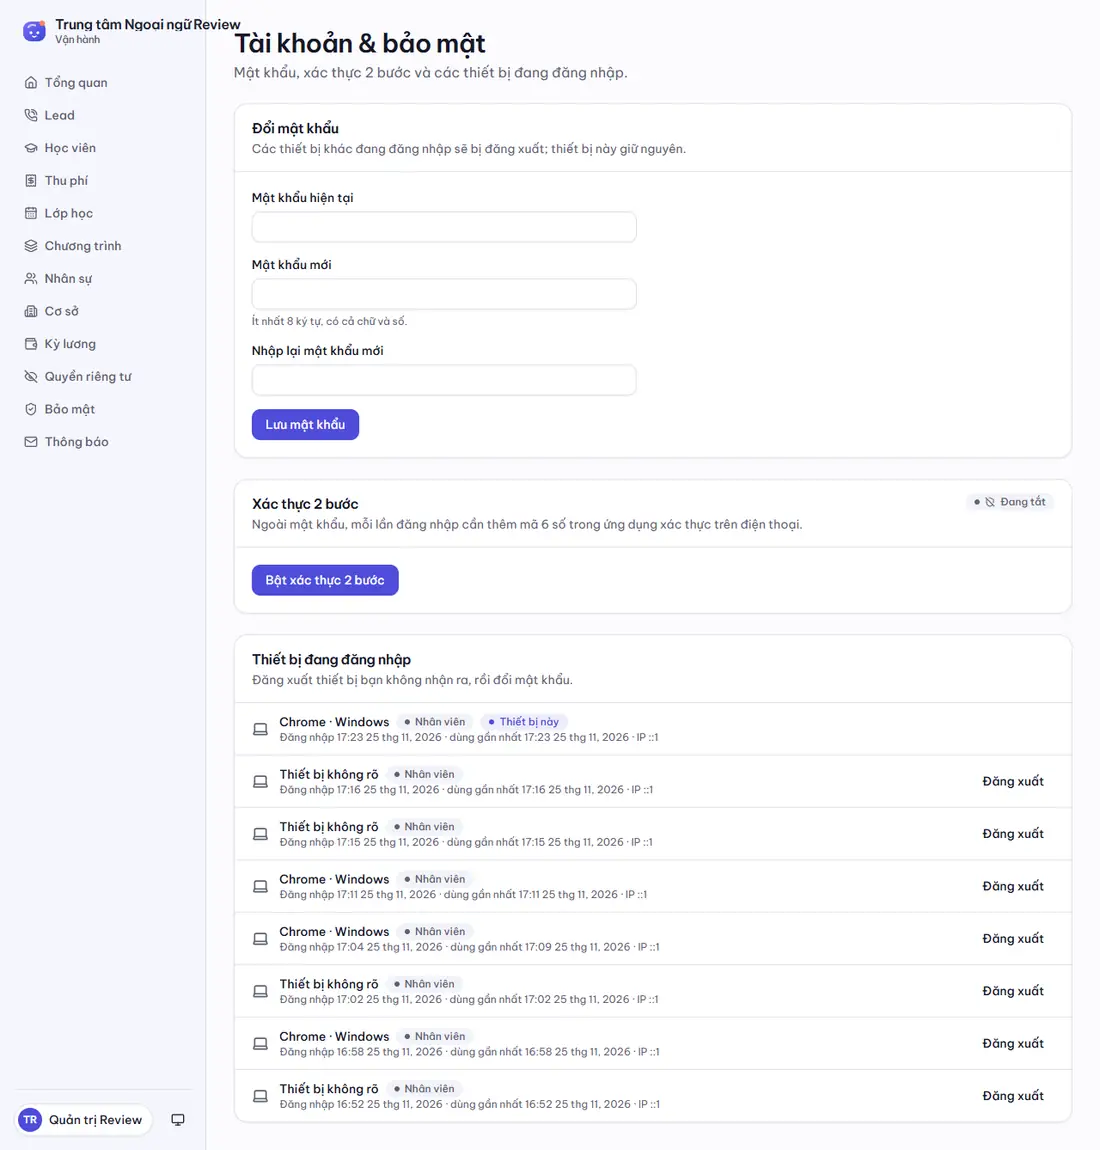 Trung tâm Ngoại ngữ Review
Vận hành
Tổng quan
Lead
Học viên
Thu phí
Lớp học
Chương trình
Nhân sự
Cơ sở
Kỳ lương
Quyền riêng tư
Bảo mật
Thông báo
TR Quản trị Review
Tài khoản & bảo mật
Mật khẩu, xác thực 2 bước và các thiết bị đang đăng nhập.
Đổi mật khẩu
Các thiết bị khác đang đăng nhập sẽ bị đăng xuất; thiết bị này giữ nguyên.
Mật khẩu hiện tại
Mật khẩu mới
Ít nhất 8 ký tự, có cả chữ và số.
Nhập lại mật khẩu mới
Lưu mật khẩu
Xác thực 2 bước
Đang tắt
Ngoài mật khẩu, mỗi lần đăng nhập cần thêm mã 6 số trong ứng dụng xác thực trên điện thoại.
Bật xác thực 2 bước
Thiết bị đang đăng nhập
Đăng xuất thiết bị bạn không nhận ra, rồi đổi mật khẩu.
Chrome · Windows • Nhân viên • Thiết bị này
Đăng nhập 17:23 25 thg 11, 2026 · dùng gần nhất 17:23 25 thg 11, 2026 · IP ::1
Thiết bị không rõ • Nhân viên
Đăng nhập 17:16 25 thg 11, 2026 · dùng gần nhất 17:16 25 thg 11, 2026 · IP ::1
Đăng xuất
Thiết bị không rõ • Nhân viên
Đăng nhập 17:15 25 thg 11, 2026 · dùng gần nhất 17:15 25 thg 11, 2026 · IP ::1
Đăng xuất
Chrome · Windows • Nhân viên
Đăng nhập 17:11 25 thg 11, 2026 · dùng gần nhất 17:11 25 thg 11, 2026 · IP ::1
Đăng xuất
Chrome · Windows • Nhân viên
Đăng nhập 17:04 25 thg 11, 2026 · dùng gần nhất 17:09 25 thg 11, 2026 · IP ::1
Đăng xuất
Thiết bị không rõ • Nhân viên
Đăng nhập 17:02 25 thg 11, 2026 · dùng gần nhất 17:02 25 thg 11, 2026 · IP ::1
Đăng xuất
Chrome · Windows • Nhân viên
Đăng nhập 16:58 25 thg 11, 2026 · dùng gần nhất 16:58 25 thg 11, 2026 · IP ::1
Đăng xuất
Thiết bị không rõ • Nhân viên
Đăng nhập 16:52 25 thg 11, 2026 · dùng gần nhất 16:52 25 thg 11, 2026 · IP ::1
Đăng xuất